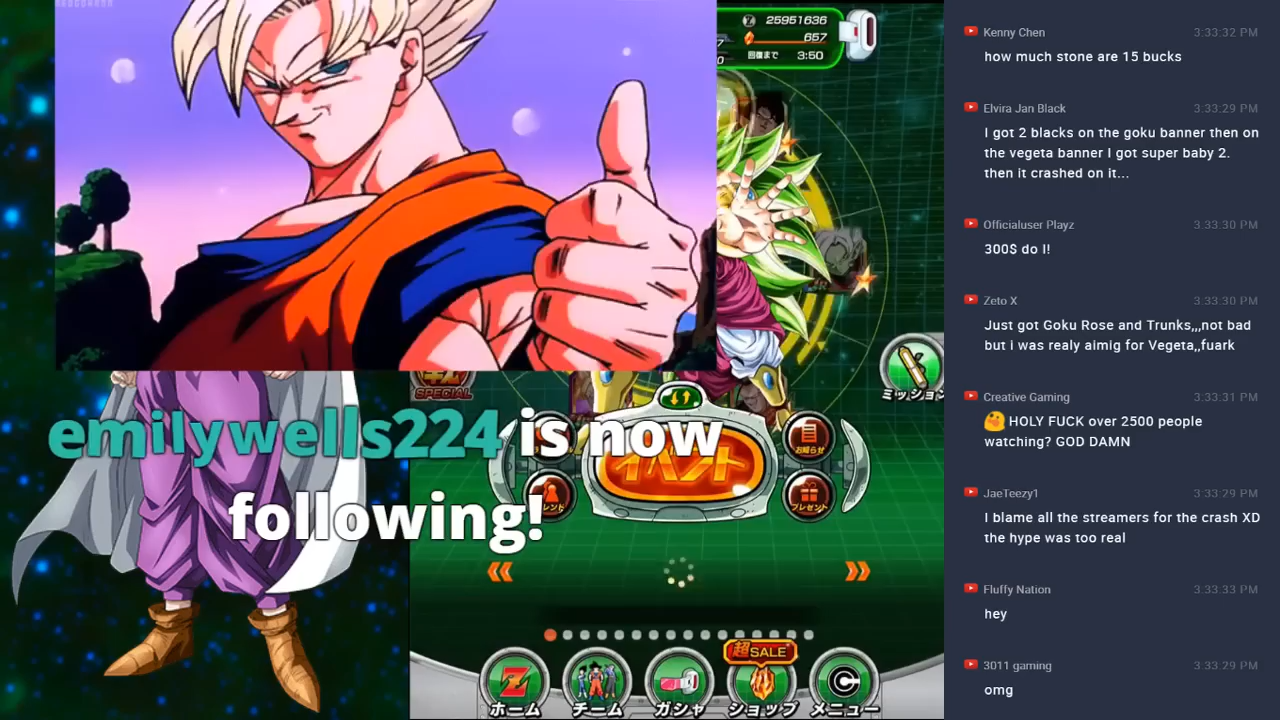 25951636
657
回復まで 3:50
SPECIAL
ミッション
emilywells224 is now
following!
イベント
お知らせ
プレゼント
超SALE
ホーム
チーム
ガシャ
ショップ
メニュー
Kenny Chen 3:33:32 PM
how much stone are 15 bucks
Elvira Jan Black 3:33:29 PM
I got 2 blacks on the goku banner then on
the vegeta banner I got super baby 2.
then it crashed on it...
Officialuser Playz 3:33:30 PM
300$ do I!
Zeto X 3:33:30 PM
Just got Goku Rose and Trunks,,,not bad
but i was realy aimig for Vegeta,,fuark
Creative Gaming 3:33:31 PM
HOLY FUCK over 2500 people
watching? GOD DAMN
JaeTeezy1 3:33:29 PM
I blame all the streamers for the crash XD
the hype was too real
Fluffy Nation 3:33:33 PM
hey
3011 gaming 3:33:29 PM
omg